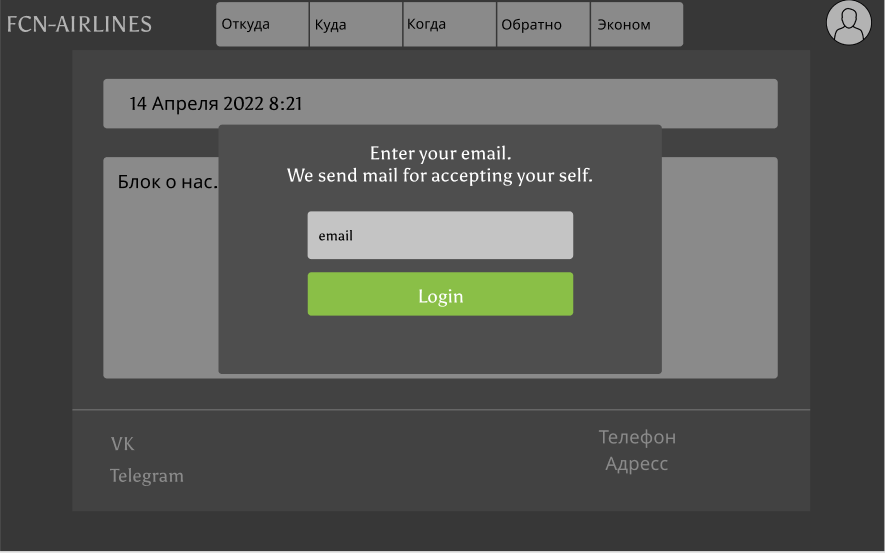 FCN-AIRLINES
Откуда
Куда
Когда
Обратно
Эконом
14 Апреля 2022 8:21
Enter your email.
We send mail for accepting your self.
Блок о нас.
email
Login
VK
Телефон
Адресс
Telegram